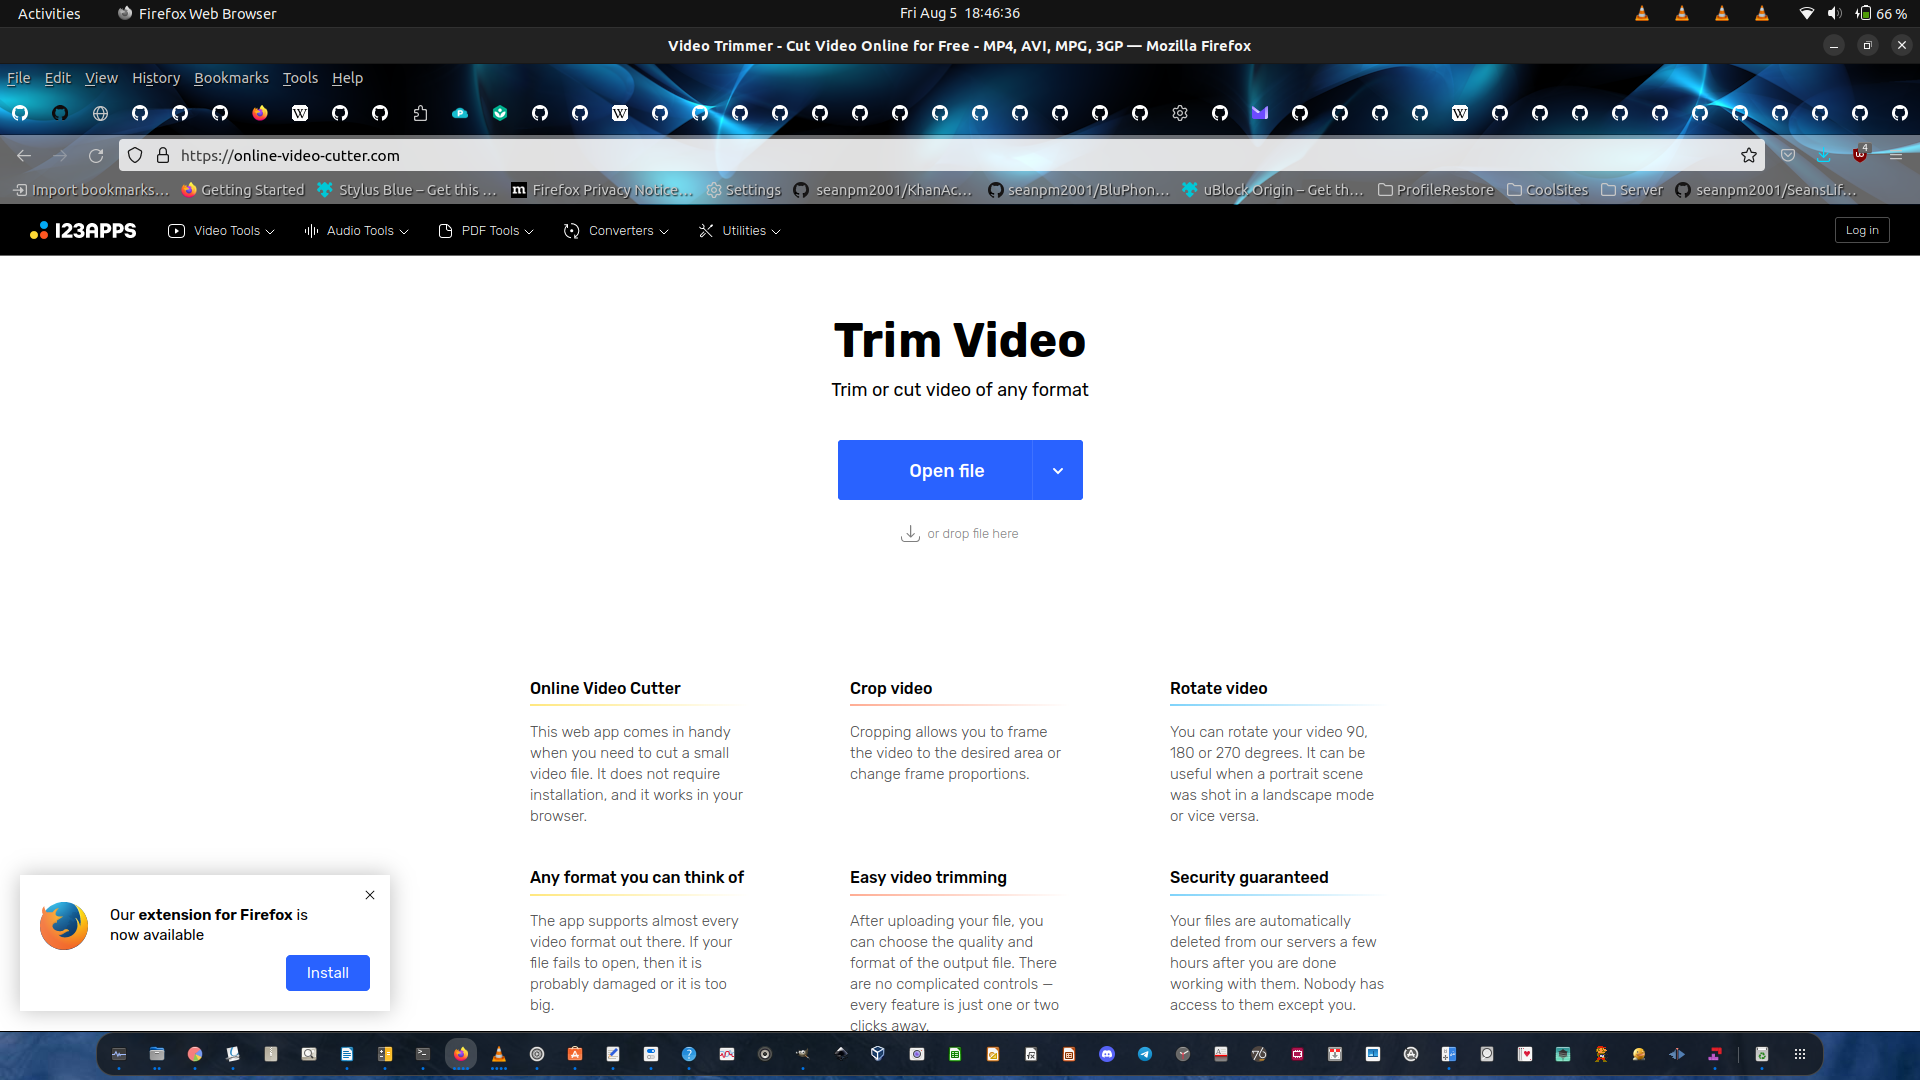 Activities
Firefox Web Browser
Fri Aug 5 18:46:36
66 %
Video Trimmer - Cut Video Online for Free - MP4, AVI, MPG, 3GP — Mozilla Firefox
File Edit View History Bookmarks Tools Help
https://online-video-cutter.com
4
Import bookmarks... Getting Started Stylus Blue – Get this ... Firefox Privacy Notice... Settings seanpm2001/KhanAc... seanpm2001/BluPhon... uBlock Origin – Get th... ProfileRestore CoolSites Server seanpm2001/SeansLif...
123APPS Video Tools Audio Tools PDF Tools Converters Utilities Log in
Trim Video
Trim or cut video of any format
Open file
or drop file here
Online Video Cutter
This web app comes in handy
when you need to cut a small
video file. It does not require
installation, and it works in your
browser.
Crop video
Cropping allows you to frame
the video to the desired area or
change frame proportions.
Rotate video
You can rotate your video 90,
180 or 270 degrees. It can be
useful when a portrait scene
was shot in a landscape mode
or vice versa.
Any format you can think of
The app supports almost every
video format out there. If your
file fails to open, then it is
probably damaged or it is too
big.
Easy video trimming
After uploading your file, you
can choose the quality and
format of the output file. There
are no complicated controls —
every feature is just one or two
clicks away.
Security guaranteed
Your files are automatically
deleted from our servers a few
hours after you are done
working with them. Nobody has
access to them except you.
Our extension for Firefox is
now available
Install